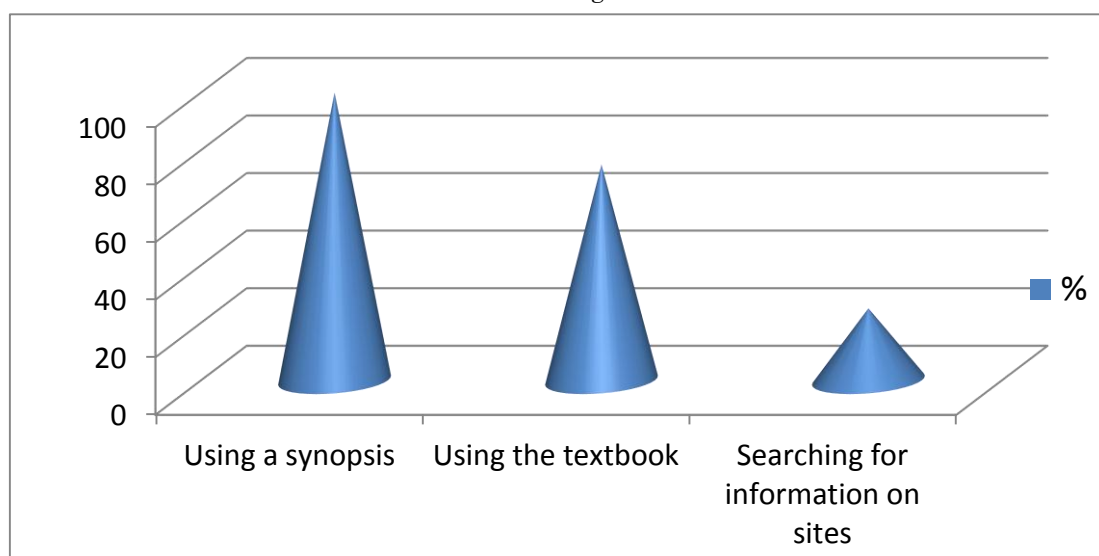 100
80
60
40
20
0
%
Using a synopsis
Using the textbook
Searching for
information on
sites